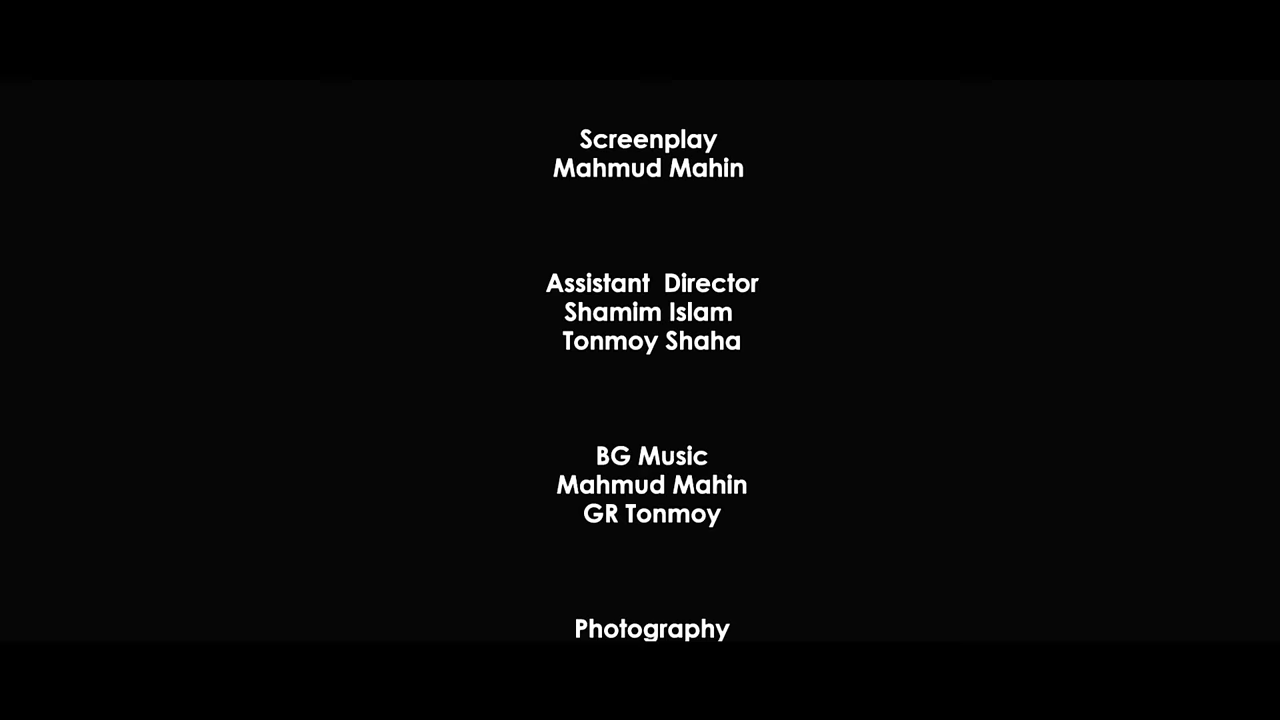 Screenplay
Mahmud Mahin
Assistant  Director
Shamim Islam
Tonmoy Shaha
BG Music
Mahmud Mahin
GR Tonmoy
Photography